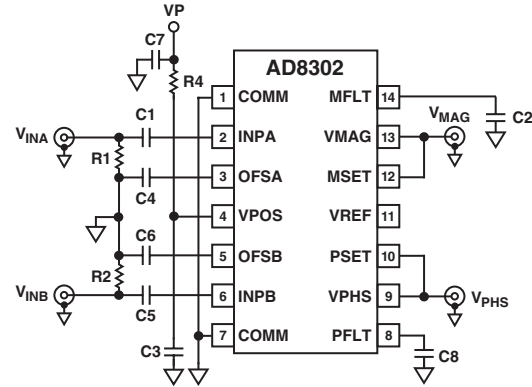 VP
C7
R4
AD8302
1 COMM MFLT 14
C2
V_INA
C1
2 INPA VMAG 13
V_MAG
R1
3 OFSA MSET 12
C4
4 VPOS VREF 11
C6
5 OFSB PSET 10
R2
V_INB
6 INPB VPHS 9
V_PHS
C5
C3
7 COMM PFLT 8
C8